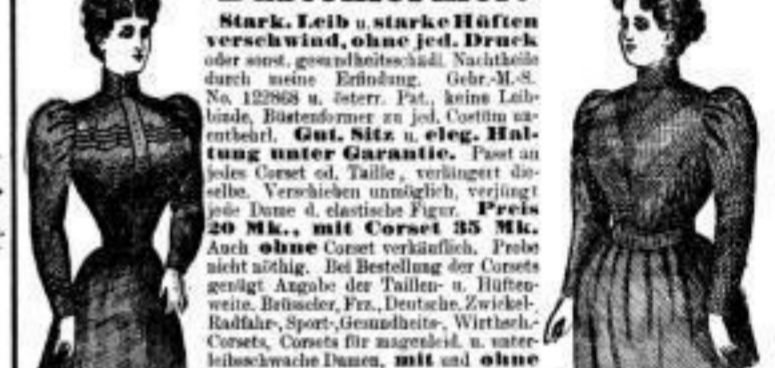 Stark. Leib u. starke Hüften
verschwind. ohne jed. Druck
oder sonst. gesundheitsschädl. Nachtheile
durch meine Erfindung. Gebr.-M.-S.
No. 122868 u. österr. Pat., keine Leib-
binde, Büstenformer zu jed. Costüm un-
entbehrl. Gut. Sitz u. eleg. Hal-
tung unter Garantie. Passt an
jedes Corset od. Taille, verlängert die-
selbe. Verschieben unmöglich, verjüngt
jede Dame d. elastische Figur. Preis
20 Mk., mit Corset 35 Mk.
Auch ohne Corset verkäuflich. Probe
nicht nöthig. Bei Bestellung der Corsets
genügt Angabe der Taillen- u. Hüften-
weite. Brüsseler, Frz., Deutsche, Zwickel-
Radfahr-, Sport-, Gesundheits-, Wirthsch.-
Corsets, Corsets für magenleid. u. unter-
leibsschwache Damen, mit und ohne